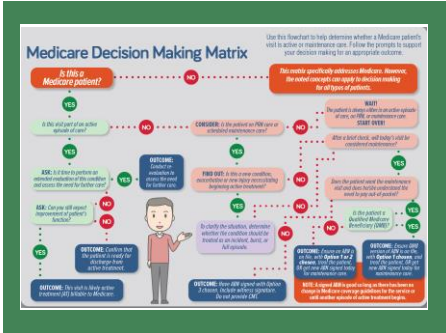 Use this flowchart to help determine whether a Medicare patient's
visit is active or maintenance care. Follow the prompts to support
your decision making for an appropriate outcome.
Medicare Decision Making Matrix
Is this a
Medicare patient?
NO
This matrix specifically addresses Medicare. However,
the noted concepts can apply to decision making
for all types of patients.
YES
Is this visit part of an active
episode of care?
NO
CONSIDER: Is the patient on PRN care or
scheduled maintenance care?
NO
WAIT!
The patient is always either in an active episode
of care, on PRN, or maintenance care.
START OVER!
YES
YES
After a brief check, will today's visit be
considered maintenance?
ASK: Is it time to perform an
extended evaluation of this condition
and assess the need for further care?
YES
OUTCOME:
Conduct re-
evaluation to
assess the need
for further care.
FIND OUT: Is this a new condition,
exacerbation or new injury necessitating
beginning active treatment?
NO
YES
NO
Does the patient want the maintenance
visit and does he/she understand the
need to pay out-of-pocket?
ASK: Can you still expect
improvement of patient's
function?
NO
NO
YES
NO
YES
Is the patient a
Qualified Medicare
Beneficiary (QMB)?
YES
OUTCOME: Confirm that
the patient is ready for
discharge from
active treatment.
To clarify the situation, determine
whether the condition should be
treated as an incident, burst, or
full episode.
NO
YES
OUTCOME: This visit is likely active
treatment (AT) billable to Medicare
OUTCOME: Have ABN signed with Option
3 chosen. Include witness signature.
Do not provide CMT.
OUTCOME: Ensure an ABN is
on file, with Option 1 or 2
chosen, treat the patient,
OR get new ABN signed today
for maintenance care.
OUTCOME: Ensure ABN
on file,
with Option 1 chosen, and
treat the patient, OR get
new ABN signed today for
maintenance care.
NOTE: A signed ABN is good as long as there has been no
change in Medicare coverage guidelines for the service or
until another episode of active treatment begins.